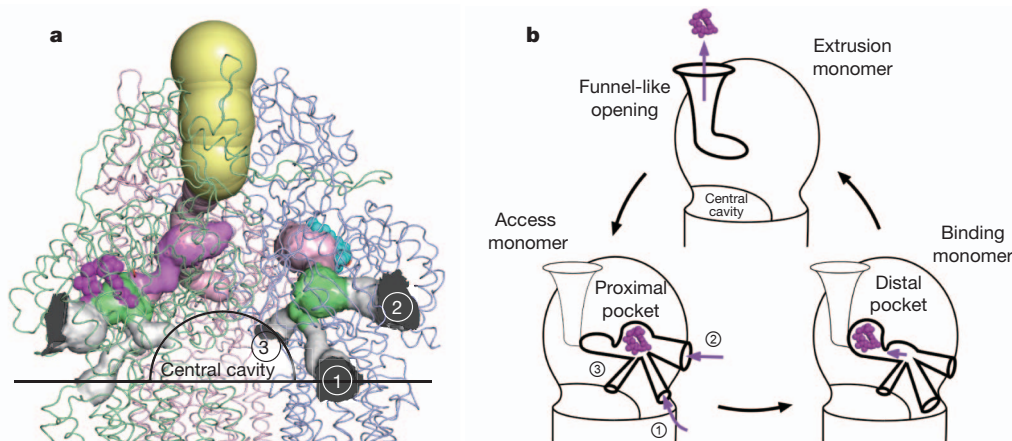 a
②
③
Central cavity
①
b
Extrusion
monomer
Funnel-like
opening
Central
cavity
Access
monomer
Binding
monomer
Proximal
pocket
②
③
①
Distal
pocket